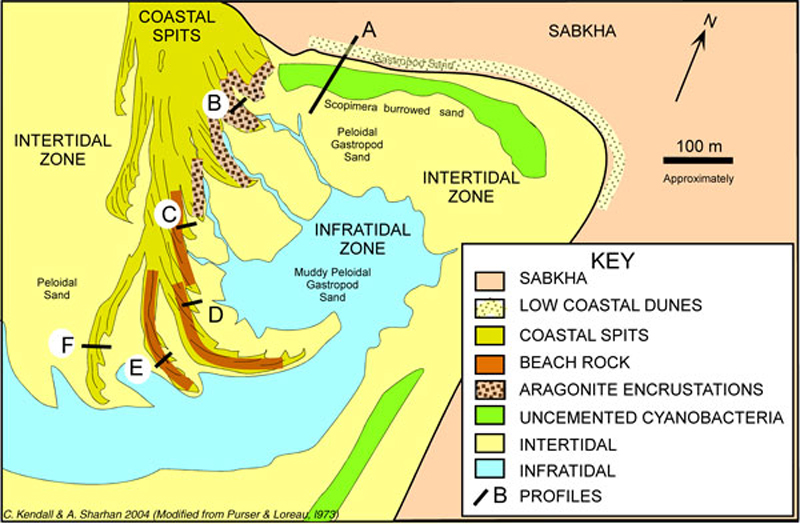 COASTAL
SPITS
A
SABKHA
N
Gastropod Sand
B
Scopimera burrowed sand
INTERTIDAL
ZONE
Peloidal
Gastropod
Sand
100 m
Approximately
INTERTIDAL
ZONE
C
INFRATIDAL
ZONE
Muddy Peloidal
Gastropod
Sand
Peloidal
Sand
D
F
E
KEY
SABKHA
LOW COASTAL DUNES
COASTAL SPITS
BEACH ROCK
ARAGONITE ENCRUSTATIONS
UNCEMENTED CYANOBACTERIA
INTERTIDAL
INFRATIDAL
B PROFILES
C. Kendall & A. Sharhan 2004 (Modified from Purser & Loreau, l973)